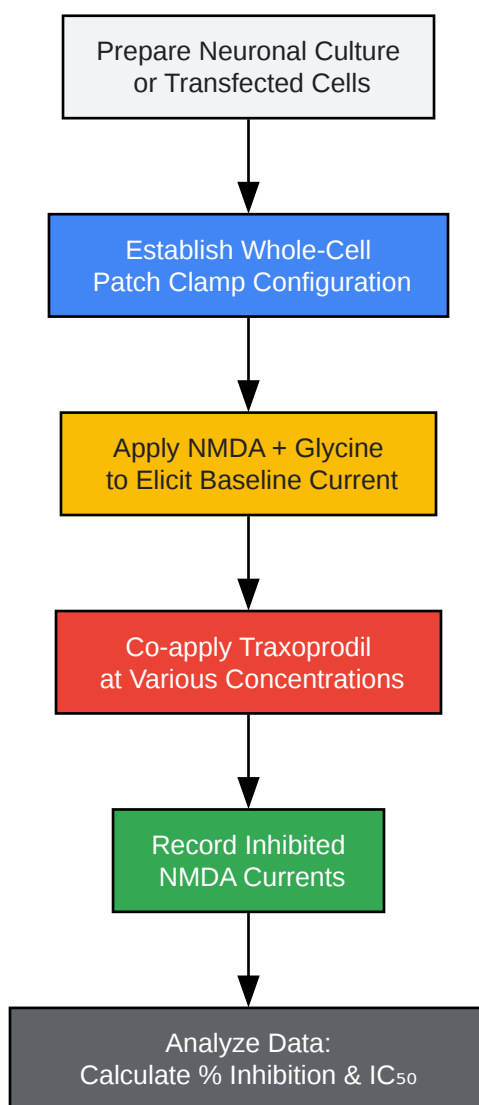 Prepare Neuronal Culture
or Transfected Cells
Establish Whole-Cell
Patch Clamp Configuration
Apply NMDA + Glycine
to Elicit Baseline Current
Co-apply Traxoprodil
at Various Concentrations
Record Inhibited
NMDA Currents
Analyze Data:
Calculate % Inhibition & IC₅₀